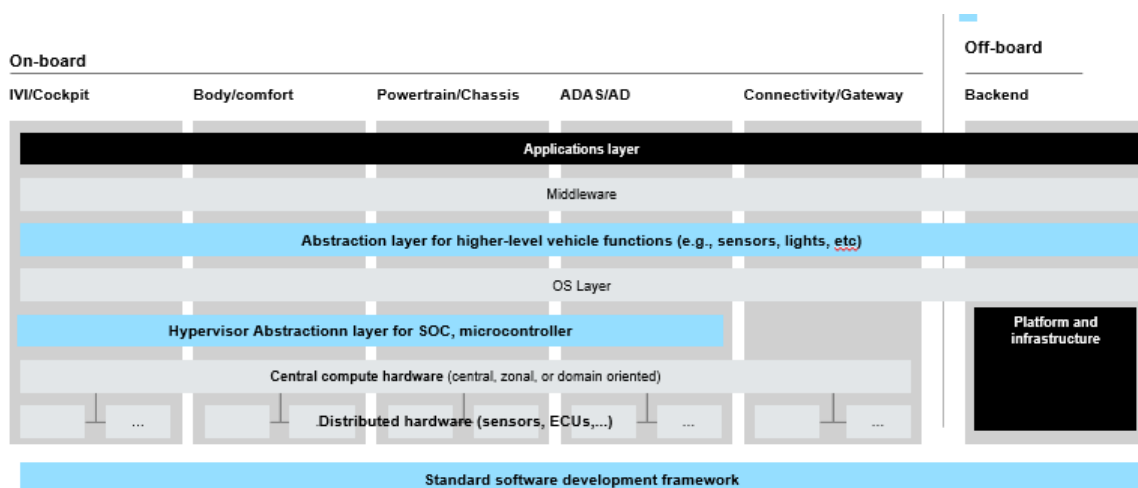 On-board
Off-board
IVI/Cockpit
Body/comfort
Powertrain/Chassis
ADAS/AD
Connectivity/Gateway
Backend
Applications layer
Middleware
Abstraction layer for higher-level vehicle functions (e.g., sensors, lights, etc)
OS Layer
Hypervisor Abstractionn layer for SOC, microcontroller
Platform and
infrastructure
Central compute hardware (central, zonal, or domain oriented)
...
Distributed hardware (sensors, ECUs,...)
...
...
Standard software development framework